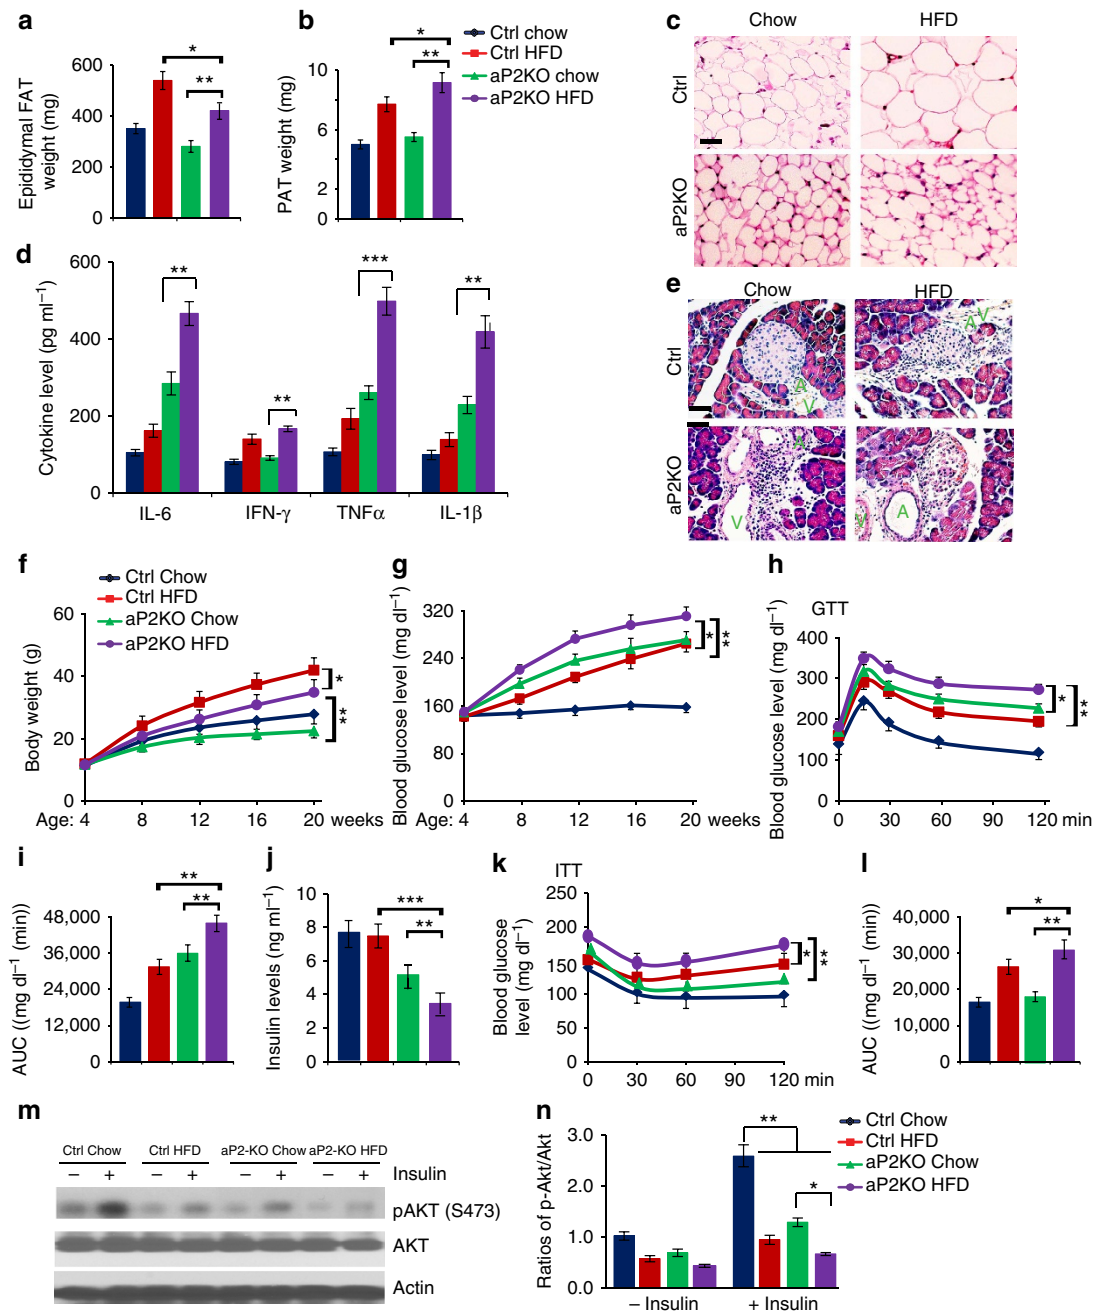 a
Epididymal FAT
weight (mg)
600
400
200
0
*
**
b
PAT weight (mg)
10
8
6
4
2
0
*
**
Ctrl chow
Ctrl HFD
aP2KO chow
aP2KO HFD
c
Chow
HFD
Ctrl
aP2KO
d
Cytokine level (pg ml⁻¹)
600
400
200
0
**
**
***
**
IL-6
IFN-γ
TNFα
IL-1β
e
Chow
HFD
Ctrl
aP2KO
A
V
A
V
A
V
V
A
f
Ctrl Chow
Ctrl HFD
aP2KO Chow
aP2KO HFD
Body weight (g)
60
40
20
0
*
**
Age: 4 8 12 16 20 weeks
g
Blood glucose level (mg dl⁻¹)
320
240
160
80
0
*
**
Age: 4 8 12 16 20 weeks
h
GTT
Blood glucose level (mg dl⁻¹)
400
300
200
100
0
*
**
0 30 60 90 120 min
i
AUC ((mg dl⁻¹ (min))
48,000
36,000
24,000
12,000
0
**
**
j
Insulin levels (ng ml⁻¹)
10
8
6
4
2
0
***
**
k
ITT
Blood glucose
level (mg dl⁻¹)
250
200
150
100
50
0
*
**
0 30 60 90 120 min
l
AUC ((mg dl⁻¹ (min))
40,000
30,000
20,000
10,000
0
*
**
m
Ctrl Chow Ctrl HFD aP2-KO Chow aP2-KO HFD
− + − + − + − + Insulin
pAKT (S473)
AKT
Actin
n
Ratios of p-Akt/Akt
3.0
2.0
1.0
0.0
**
*
− Insulin + Insulin
Ctrl Chow
Ctrl HFD
aP2KO Chow
aP2KO HFD